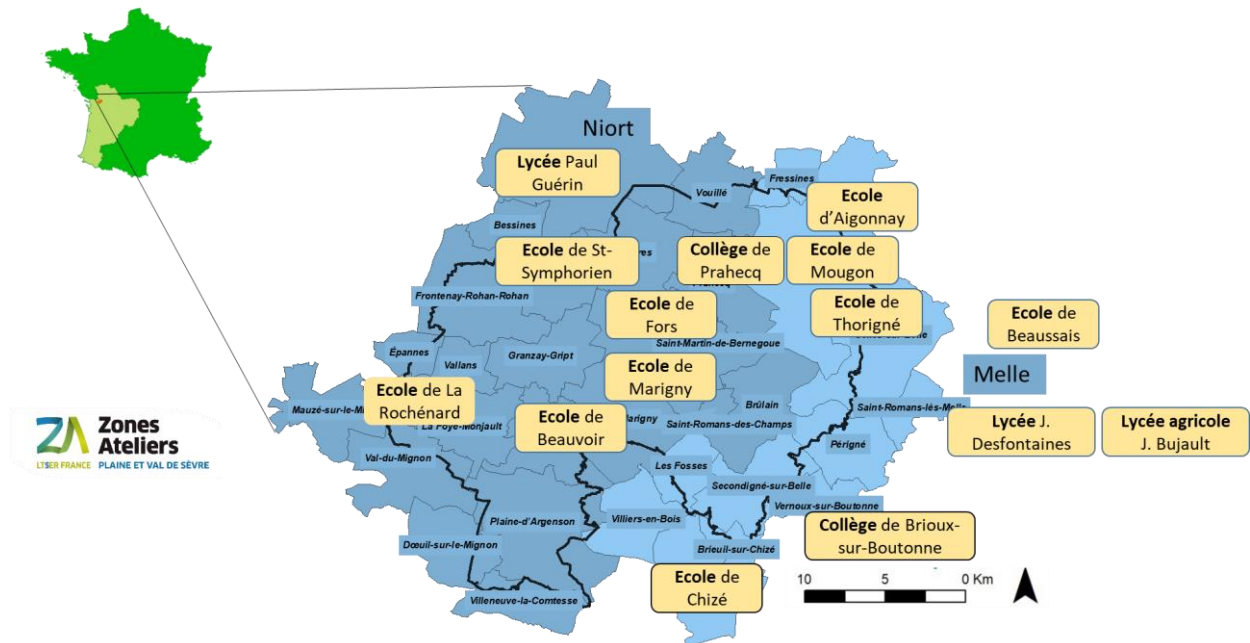 Niort
Lycée Paul
Guérin
Vouillé
Fressines
Ecole
d'Aigonnay
Bessines
Ecole de St-
Symphorien
Collège de
Prahecq
Ecole de
Mougon
Frontenay-Rohan-Rohan
Ecole de
Fors
Ecole de
Thorigné
Ecole de
Beaussais
Saint-Martin-de-Bernegoue
Épannes
Vallans
Granzay-Gript
Ecole de
Marigny
Melle
Ecole de La
Rochénard
Mauzé-sur-le-Mi
La Foye-Monjault
Ecole de
Beauvoir
Brûlain
Saint-Romans-des-Champs
Saint-Romans-lès-Melle
Lycée J.
Desfontaines
Lycée agricole
J. Bujault
Zones
Ateliers
LTSER FRANCE PLAINE ET VAL DE SÈVRE
Val-du-Mignon
Périgné
Les Fosses
Secondigné-sur-Belle
Vernoux-sur-Boutonne
Plaine-d'Argenson
Villiers-en-Bois
Collège de Brioux-
sur-Boutonne
Dœuil-sur-le-Mignon
Brieuil-sur-Chizé
Ecole de
Chizé
10 5 0 Km
Villeneuve-la-Comtesse